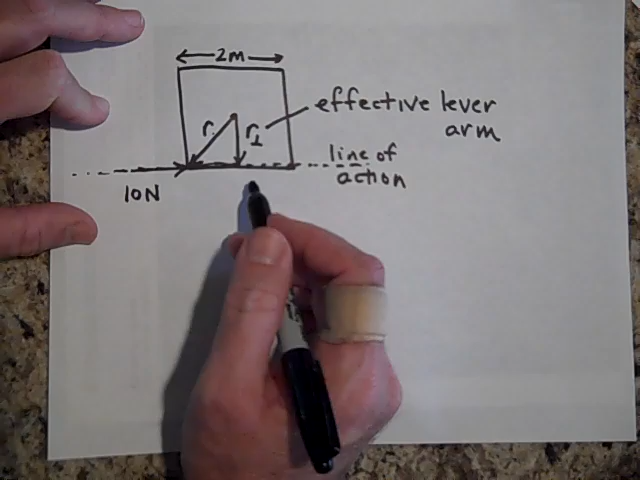 2m
effective lever
arm
r
r⊥
line of
action
10N